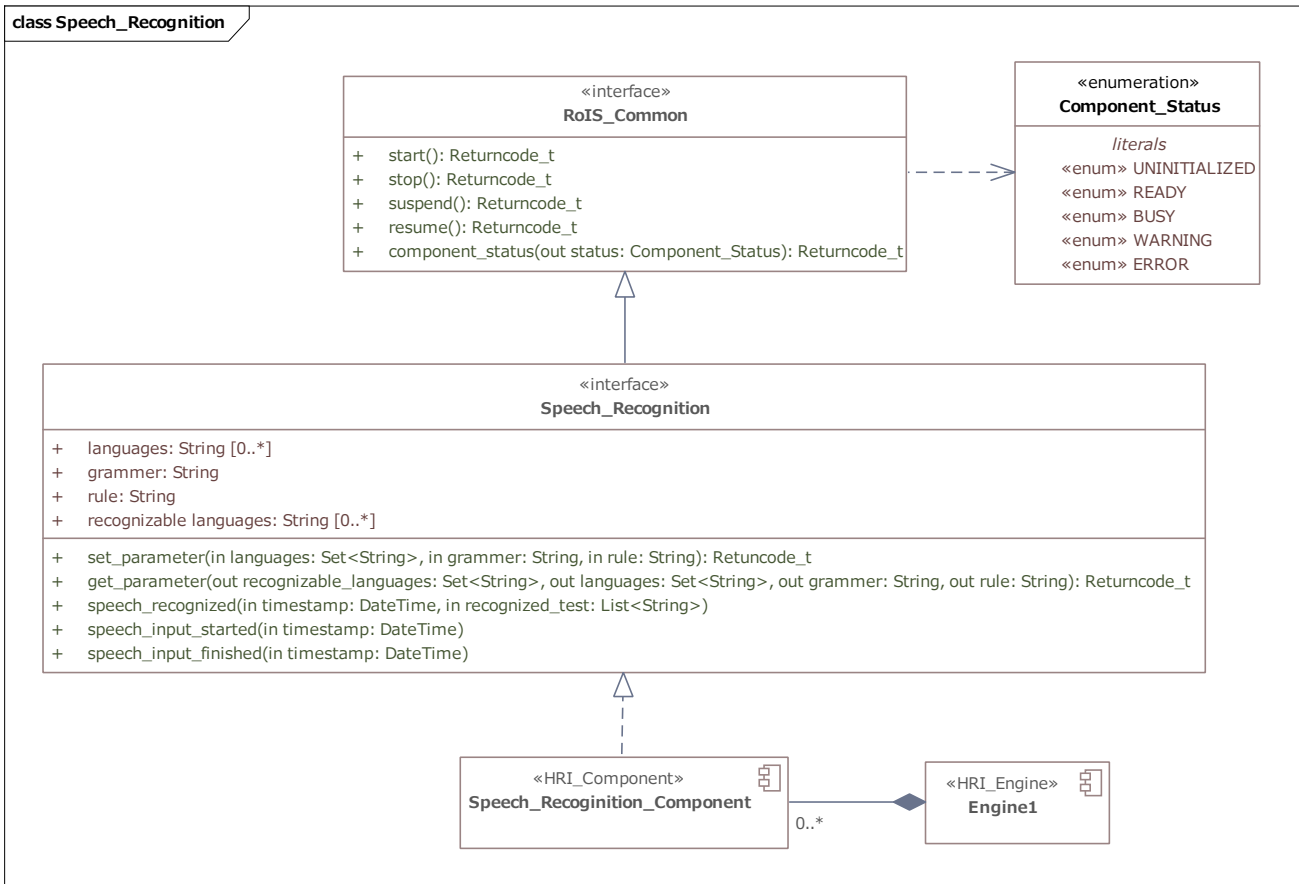 class Speech_Recognition
«interface»
RoIS_Common
+ start(): Returncode_t
+ stop(): Returncode_t
+ suspend(): Returncode_t
+ resume(): Returncode_t
+ component_status(out status: Component_Status): Returncode_t
«enumeration»
Component_Status
literals
«enum» UNINITIALIZED
«enum» READY
«enum» BUSY
«enum» WARNING
«enum» ERROR
«interface»
Speech_Recognition
+ languages: String [0..*]
+ grammer: String
+ rule: String
+ recognizable languages: String [0..*]
+ set_parameter(in languages: Set<String>, in grammer: String, in rule: String): Retuncode_t
+ get_parameter(out recognizable_languages: Set<String>, out languages: Set<String>, out grammer: String, out rule: String): Returncode_t
+ speech_recognized(in timestamp: DateTime, in recognized_test: List<String>)
+ speech_input_started(in timestamp: DateTime)
+ speech_input_finished(in timestamp: DateTime)
«HRI_Component»
Speech_Recoginition_Component
0..*
«HRI_Engine»
Engine1